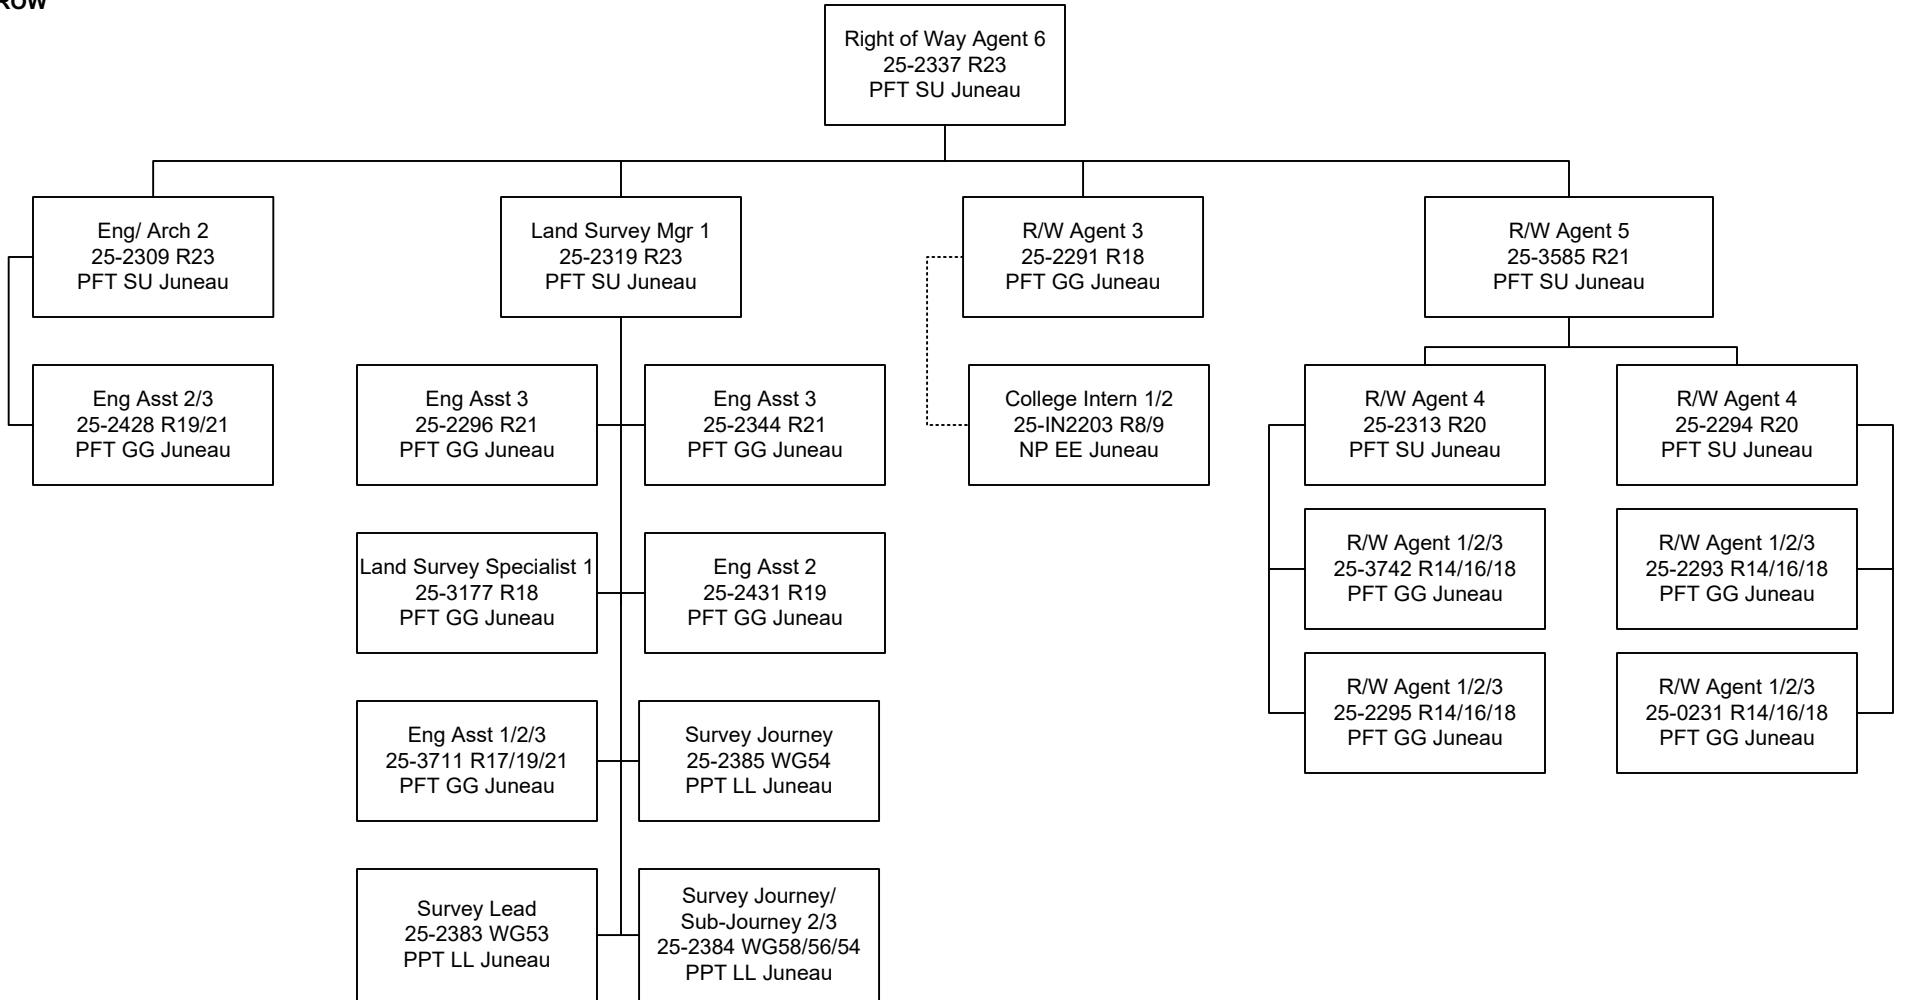 ROW
Right of Way Agent 6
25-2337 R23
PFT SU Juneau
Eng/ Arch 2
25-2309 R23
PFT SU Juneau
Land Survey Mgr 1
25-2319 R23
PFT SU Juneau
R/W Agent 3
25-2291 R18
PFT GG Juneau
R/W Agent 5
25-3585 R21
PFT SU Juneau
Eng Asst 2/3
25-2428 R19/21
PFT GG Juneau
Eng Asst 3
25-2296 R21
PFT GG Juneau
Eng Asst 3
25-2344 R21
PFT GG Juneau
College Intern 1/2
25-IN2203 R8/9
NP EE Juneau
R/W Agent 4
25-2313 R20
PFT SU Juneau
R/W Agent 4
25-2294 R20
PFT SU Juneau
Land Survey Specialist 1
25-3177 R18
PFT GG Juneau
Eng Asst 2
25-2431 R19
PFT GG Juneau
R/W Agent 1/2/3
25-3742 R14/16/18
PFT GG Juneau
R/W Agent 1/2/3
25-2293 R14/16/18
PFT GG Juneau
Eng Asst 1/2/3
25-3711 R17/19/21
PFT GG Juneau
Survey Journey
25-2385 WG54
PPT LL Juneau
R/W Agent 1/2/3
25-2295 R14/16/18
PFT GG Juneau
R/W Agent 1/2/3
25-0231 R14/16/18
PFT GG Juneau
Survey Lead
25-2383 WG53
PPT LL Juneau
Survey Journey/
Sub-Journey 2/3
25-2384 WG58/56/54
PPT LL Juneau